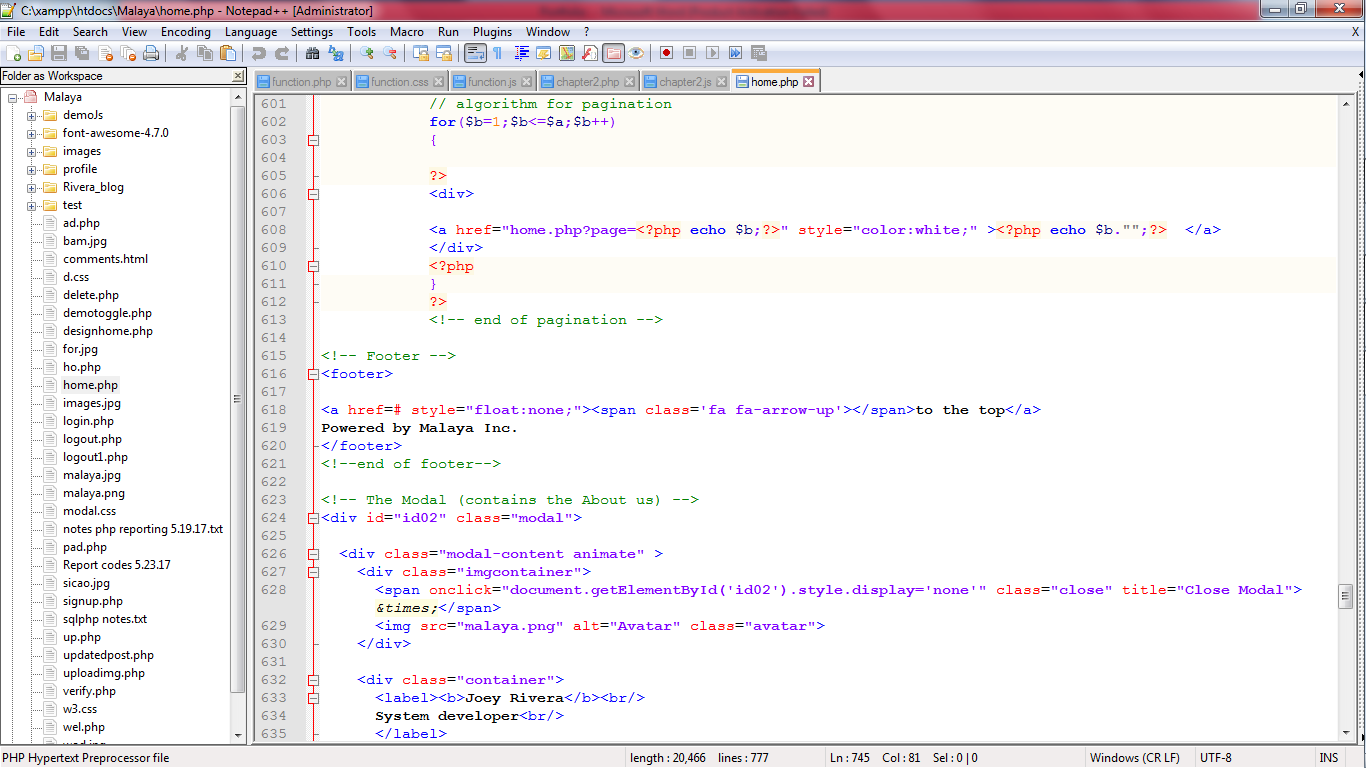 C:\xampp\htdocs\Malaya\home.php - Notepad++ [Administrator]
File Edit Search View Encoding Language Settings Tools Macro Run Plugins Window ? X
Folder as Workspace
function.php function.css function.js chapter2.php chapter2.js home.php
Malaya
demoJs
font-awesome-4.7.0
images
profile
Rivera_blog
test
ad.php
bam.jpg
comments.html
d.css
delete.php
demotoggle.php
designhome.php
for.jpg
ho.php
home.php
images.jpg
login.php
logout.php
logout1.php
malaya.jpg
malaya.png
modal.css
notes php reporting 5.19.17.txt
pad.php
Report codes 5.23.17
sicao.jpg
signup.php
sqlphp notes.txt
up.php
updatedpost.php
uploadimg.php
verify.php
w3.css
wel.php
601 // algorithm for pagination
602 for($b=1;$b<=$a;$b++)
603 {
604
605 ?>
606 <div>
607
608 <a href="home.php?page=<?php echo $b;?>" style="color:white;" ><?php echo $b."";?>  </a>
609 </div>
610 <?php
611 }
612 ?>
613 <!-- end of pagination -->
614
615 <!-- Footer -->
616 <footer>
617
618 <a href=# style="float:none;"><span class='fa fa-arrow-up'></span>to the top</a>
619 Powered by Malaya Inc.
620 </footer>
621 <!--end of footer-->
622
623 <!-- The Modal (contains the About us) -->
624 <div id="id02" class="modal">
625
626 <div class="modal-content animate" >
627 <div class="imgcontainer">
628 <span onclick="document.getElementById('id02').style.display='none'" class="close" title="Close Modal">
&times;</span>
629 <img src="malaya.png" alt="Avatar" class="avatar">
630 </div>
631
632 <div class="container">
633 <label><b>Joey Rivera</b><br/>
634 System developer<br/>
635 </label>
PHP Hypertext Preprocessor file length : 20,466 lines : 777 Ln : 745 Col : 81 Sel : 0 | 0 Windows (CR LF) UTF-8 INS